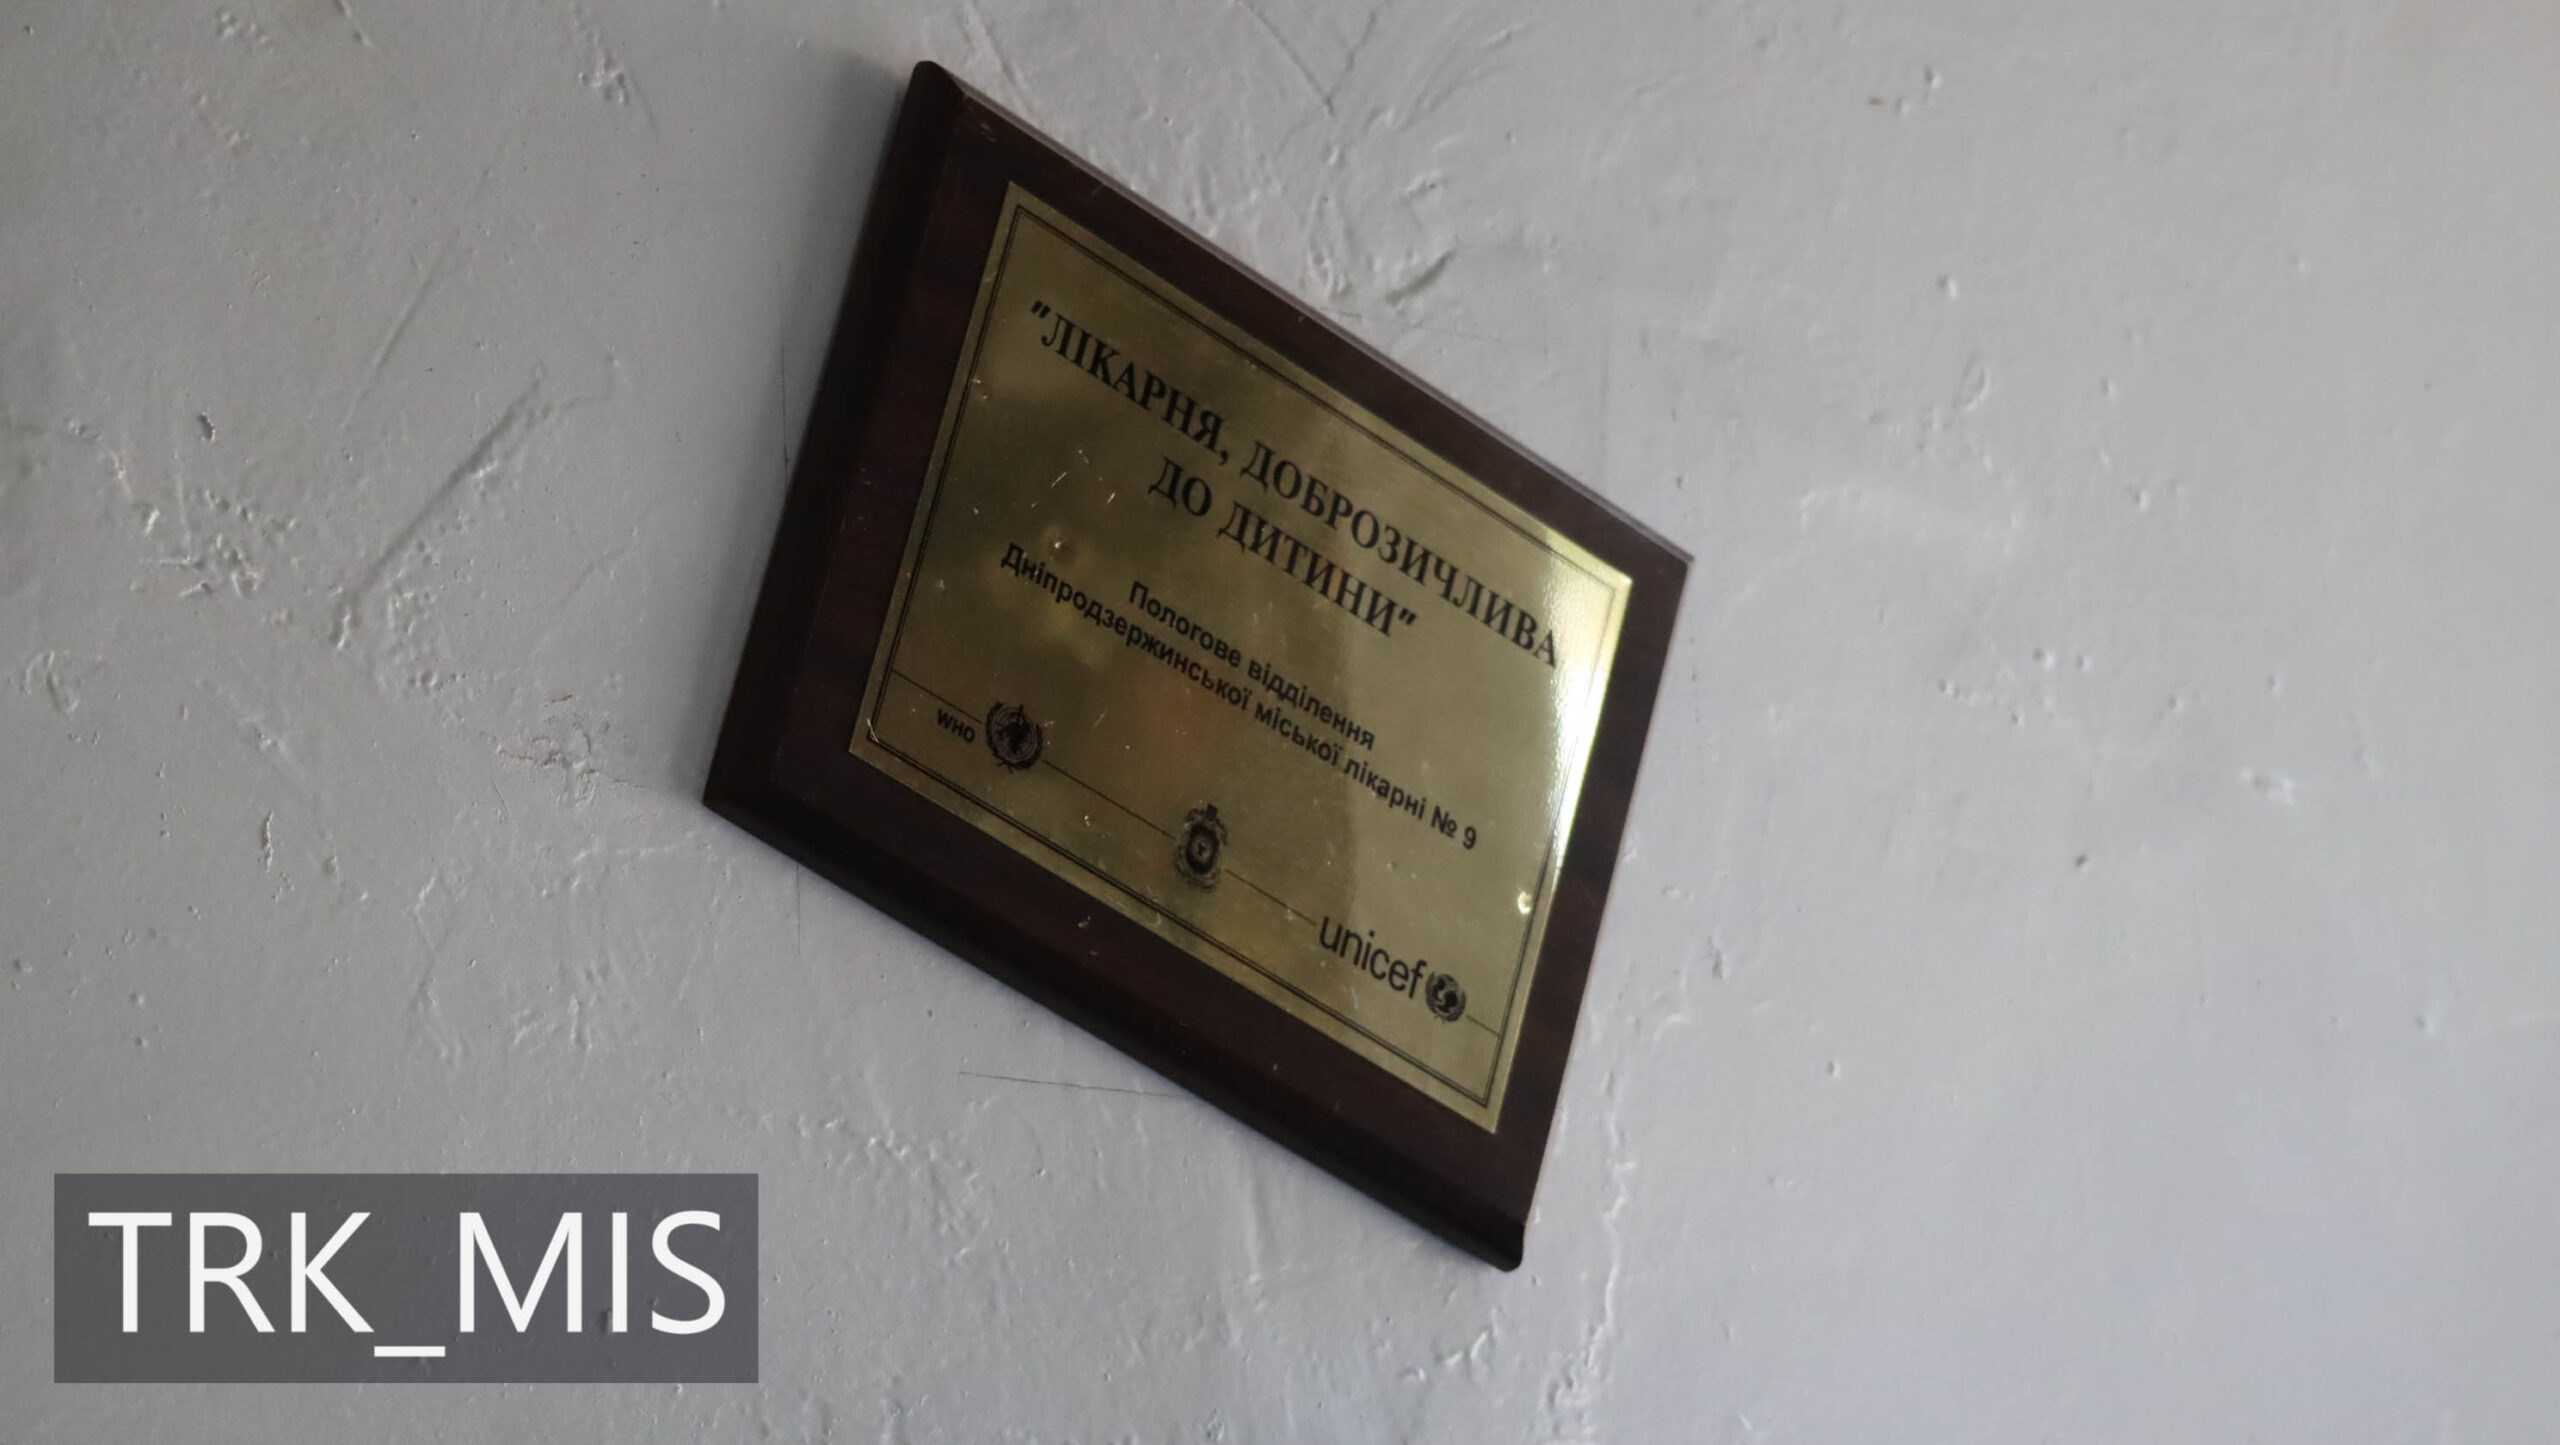 "ЛІКАРНЯ, ДОБРОЗИЧЛИВА
ДО ДИТИНИ"
Пологове відділення
Дніпродзержинської міської лікарні № 9
WHO
unicef
TRK_MIS